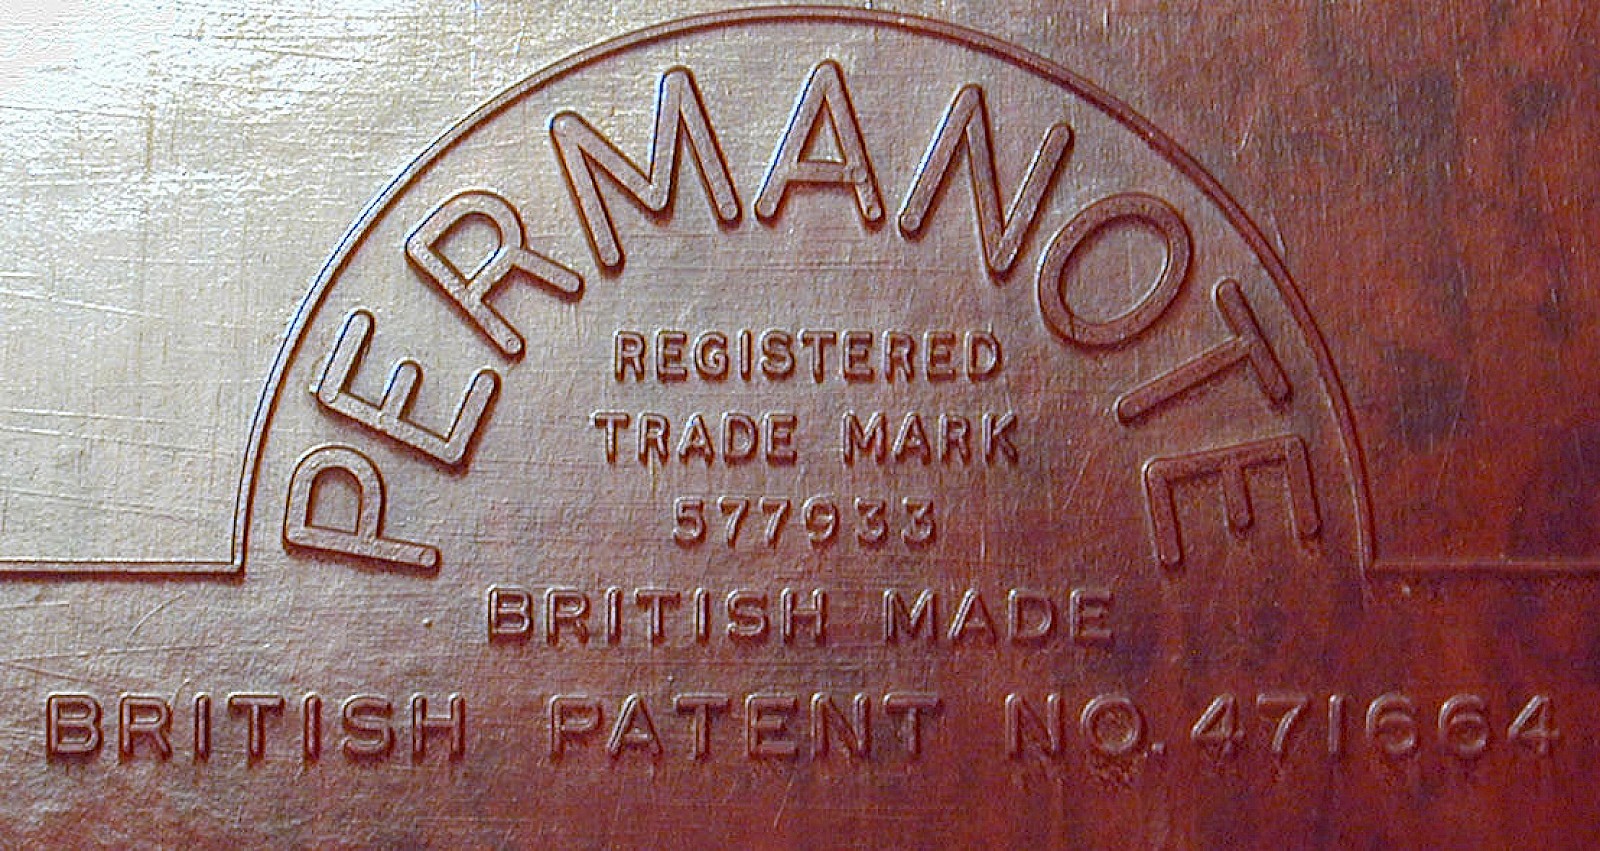 PERMANOTE
REGISTERED
TRADE MARK
577933
BRITISH MADE
BRITISH PATENT NO. 471664